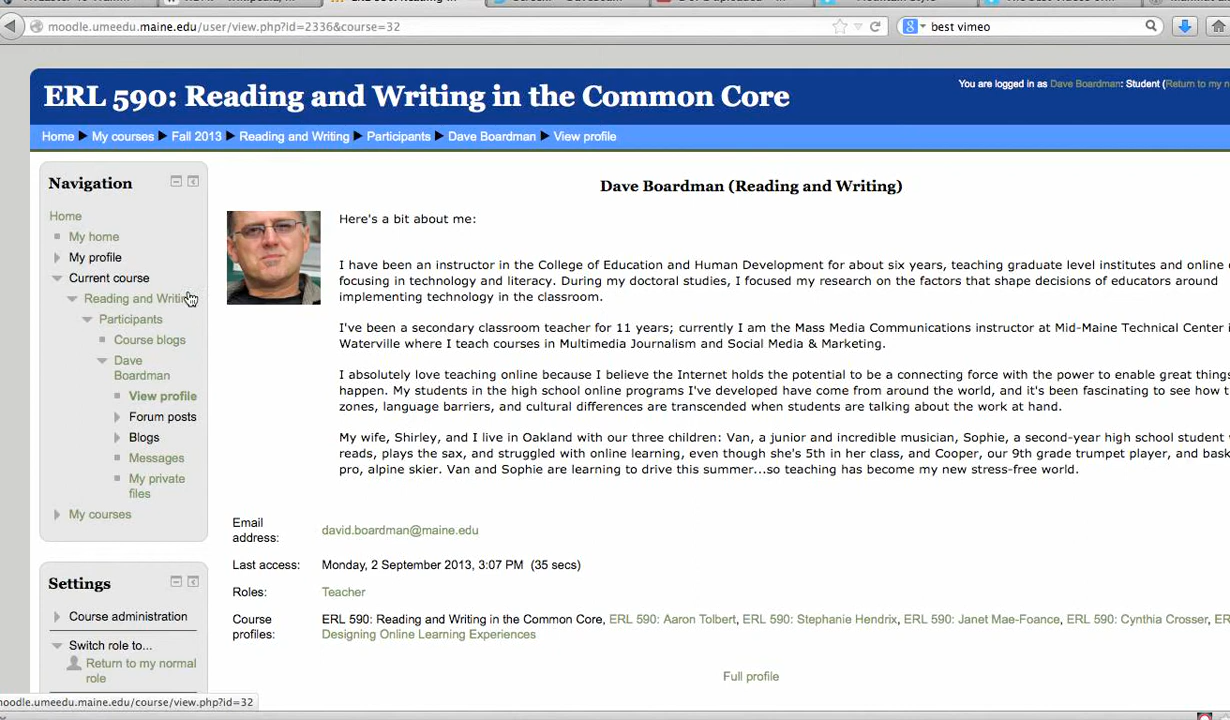 moodle.umeedu.maine.edu/user/view.php?id=2336&course=32
best vimeo
ERL 590: Reading and Writing in the Common Core
You are logged in as Dave Boardman: Student (Return to my n
Home ▶ My courses ▶ Fall 2013 ▶ Reading and Writing ▶ Participants ▶ Dave Boardman ▶ View profile
Navigation
Home
My home
My profile
Current course
Reading and Writin
Participants
Course blogs
Dave
Boardman
View profile
Forum posts
Blogs
Messages
My private
files
My courses
Settings
Course administration
Switch role to...
Return to my normal
role
Dave Boardman (Reading and Writing)
Here's a bit about me:
I have been an instructor in the College of Education and Human Development for about six years, teaching graduate level institutes and online
focusing in technology and literacy. During my doctoral studies, I focused my research on the factors that shape decisions of educators around
implementing technology in the classroom.
I've been a secondary classroom teacher for 11 years; currently I am the Mass Media Communications instructor at Mid-Maine Technical Center
Waterville where I teach courses in Multimedia Journalism and Social Media & Marketing.
I absolutely love teaching online because I believe the Internet holds the potential to be a connecting force with the power to enable great things
happen. My students in the high school online programs I've developed have come from around the world, and it's been fascinating to see how
zones, language barriers, and cultural differences are transcended when students are talking about the work at hand.
My wife, Shirley, and I live in Oakland with our three children: Van, a junior and incredible musician, Sophie, a second-year high school student
reads, plays the sax, and struggled with online learning, even though she's 5th in her class, and Cooper, our 9th grade trumpet player, and bask
pro, alpine skier. Van and Sophie are learning to drive this summer...so teaching has become my new stress-free world.
Email
address:
david.boardman@maine.edu
Last access: Monday, 2 September 2013, 3:07 PM (35 secs)
Roles: Teacher
Course
profiles:
ERL 590: Reading and Writing in the Common Core, ERL 590: Aaron Tolbert, ERL 590: Stephanie Hendrix, ERL 590: Janet Mae-Foance, ERL 590: Cynthia Crosser, ER
Designing Online Learning Experiences
Full profile
moodle.umeedu.maine.edu/course/view.php?id=32